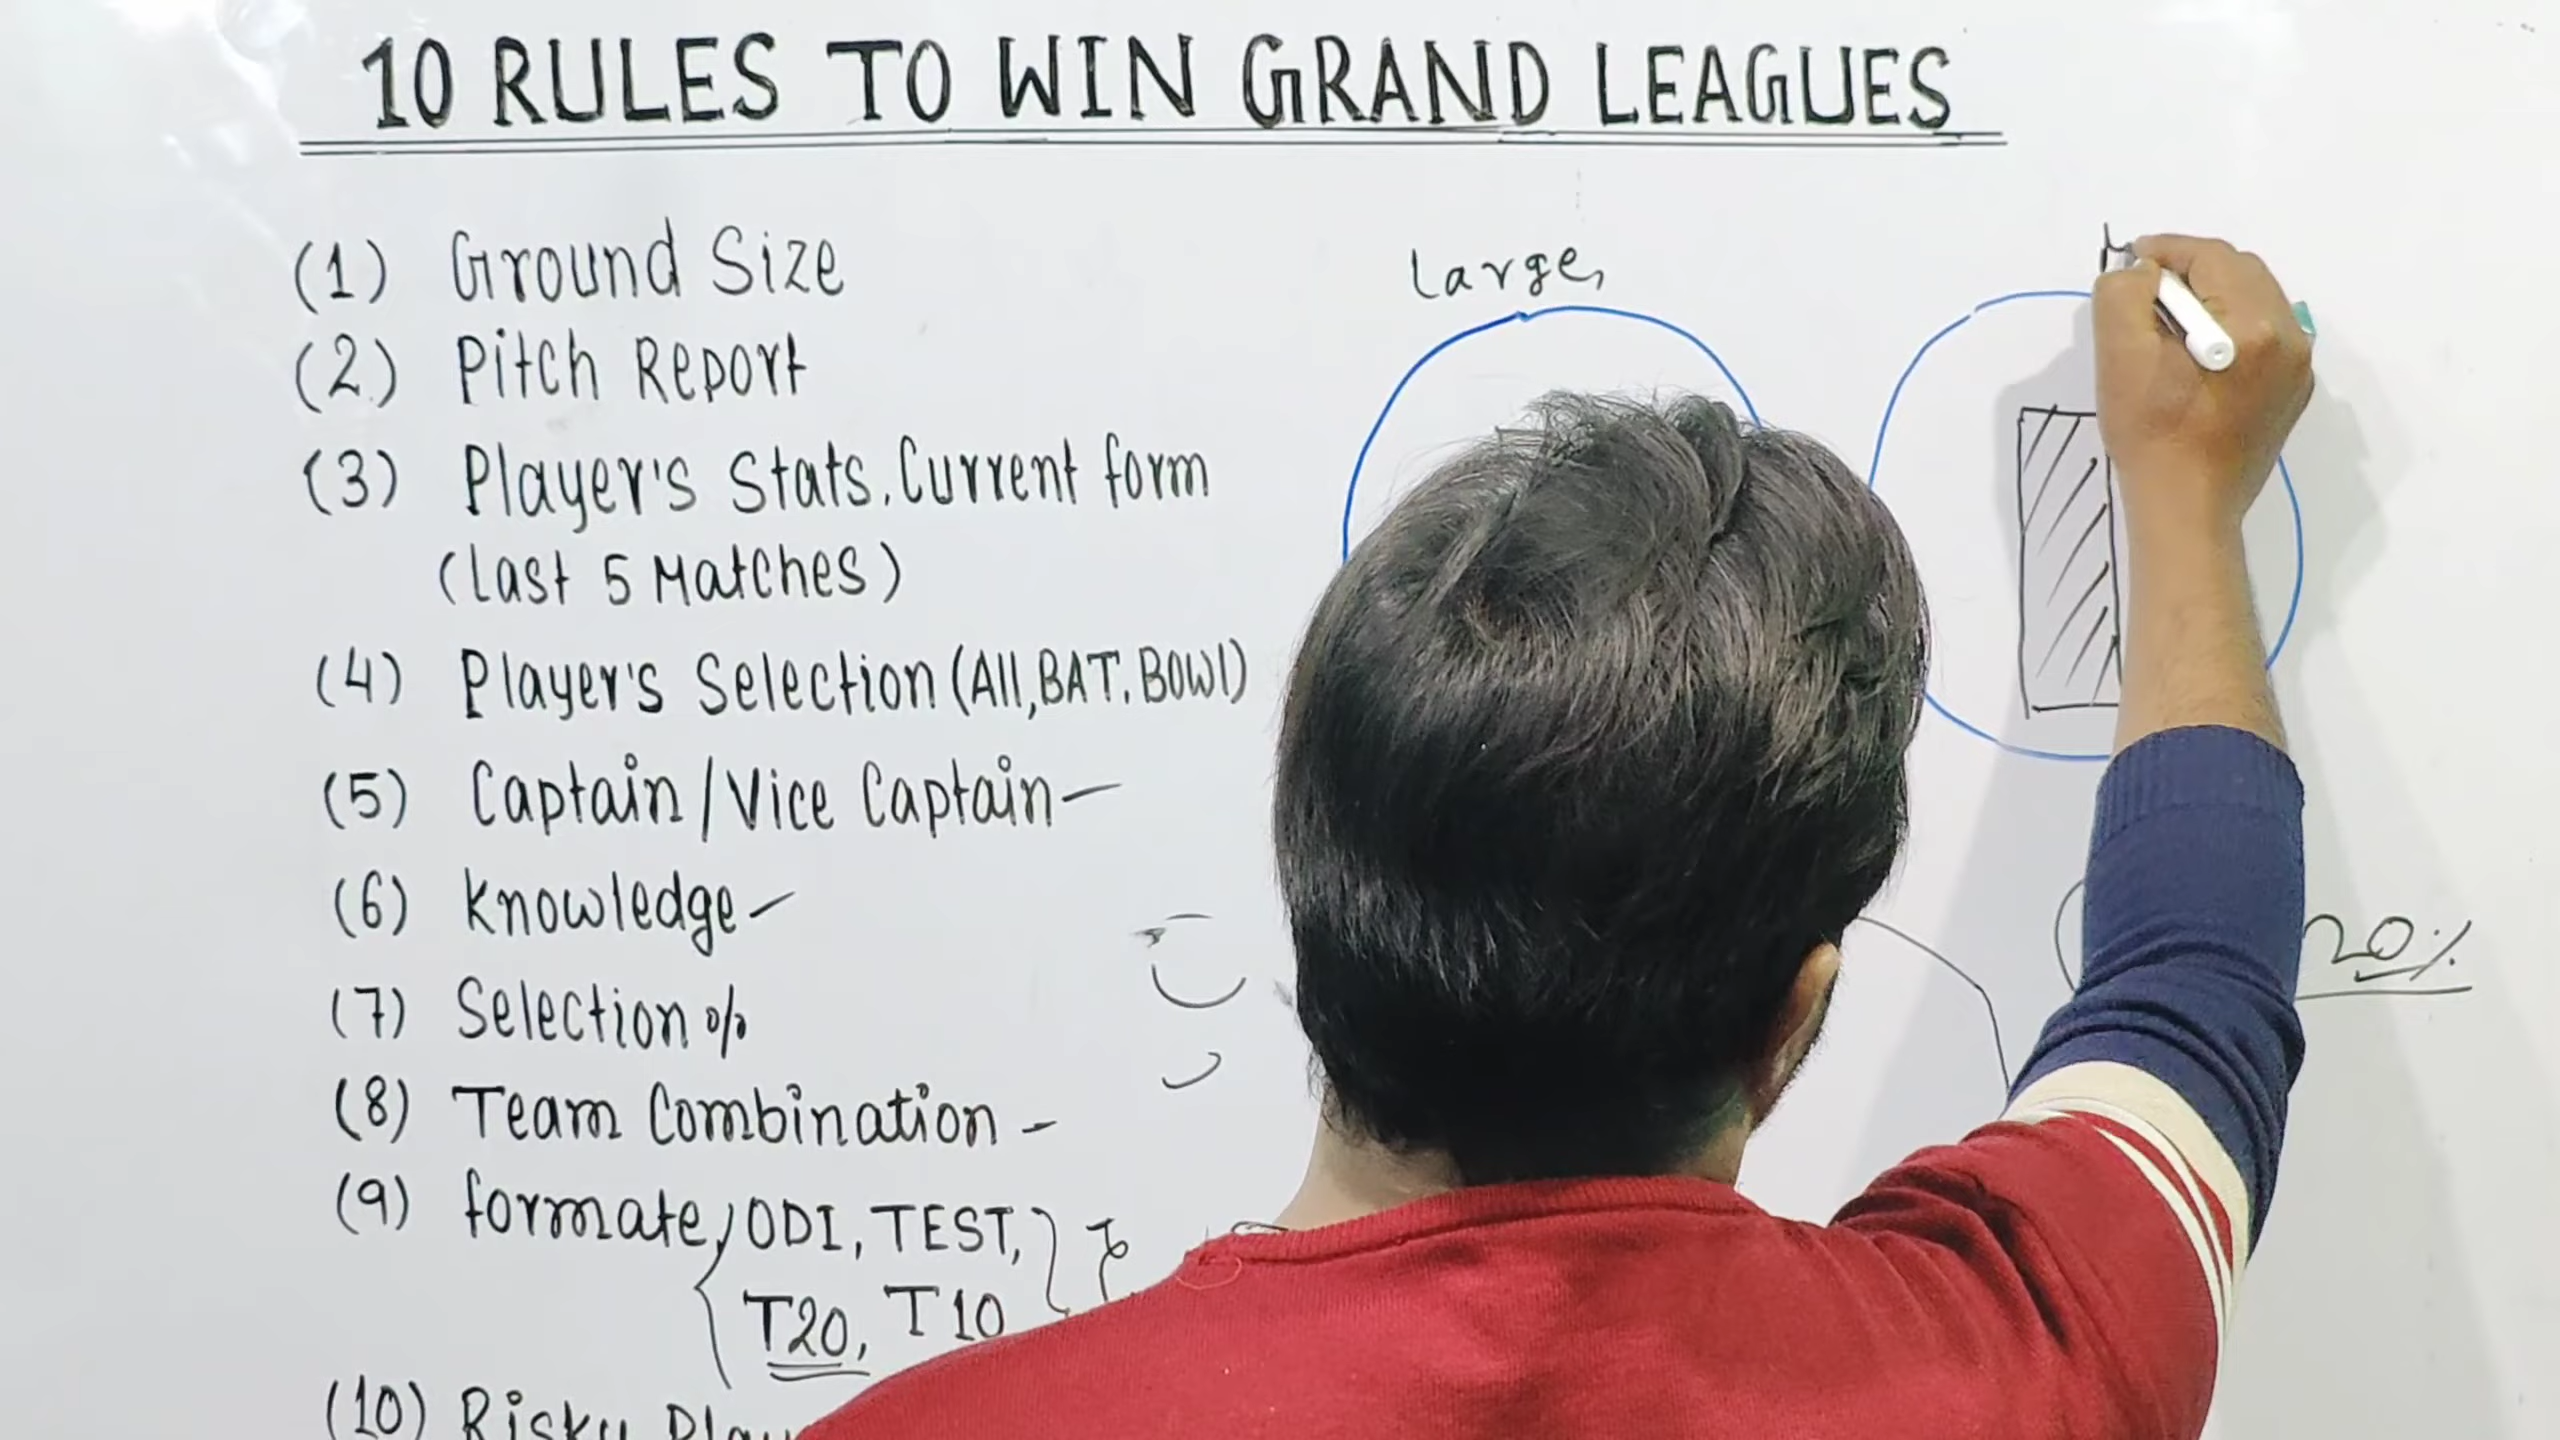 10 RULES TO WIN GRAND LEAGUES
(1) Ground Size
Large,
(2) Pitch Report
(3) Player's Stats. Current form
(Last 5 Matches)
(4) Player's Selection (All, BAT. BOWl)
(5) Captain / Vice Captain -
(6) Knowledge -
20%
(7) Selection %
(8) Team Combination -
(9) formate, ODI, TEST,
T20, T10
(10) Risky